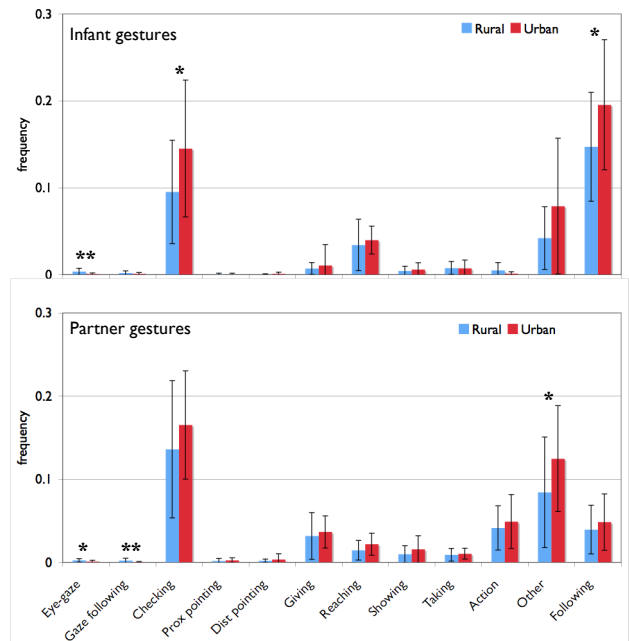 0.3
Infant gestures
Rural Urban
*
*
0.2
frequency
0.1
**
0
0.3
Partner gestures
Rural Urban
0.2
*
frequency
0.1
* **
0
Eye-gaze
Gaze following
Checking
Prox pointing
Dist pointing
Giving
Reaching
Showing
Taking
Action
Other
Following